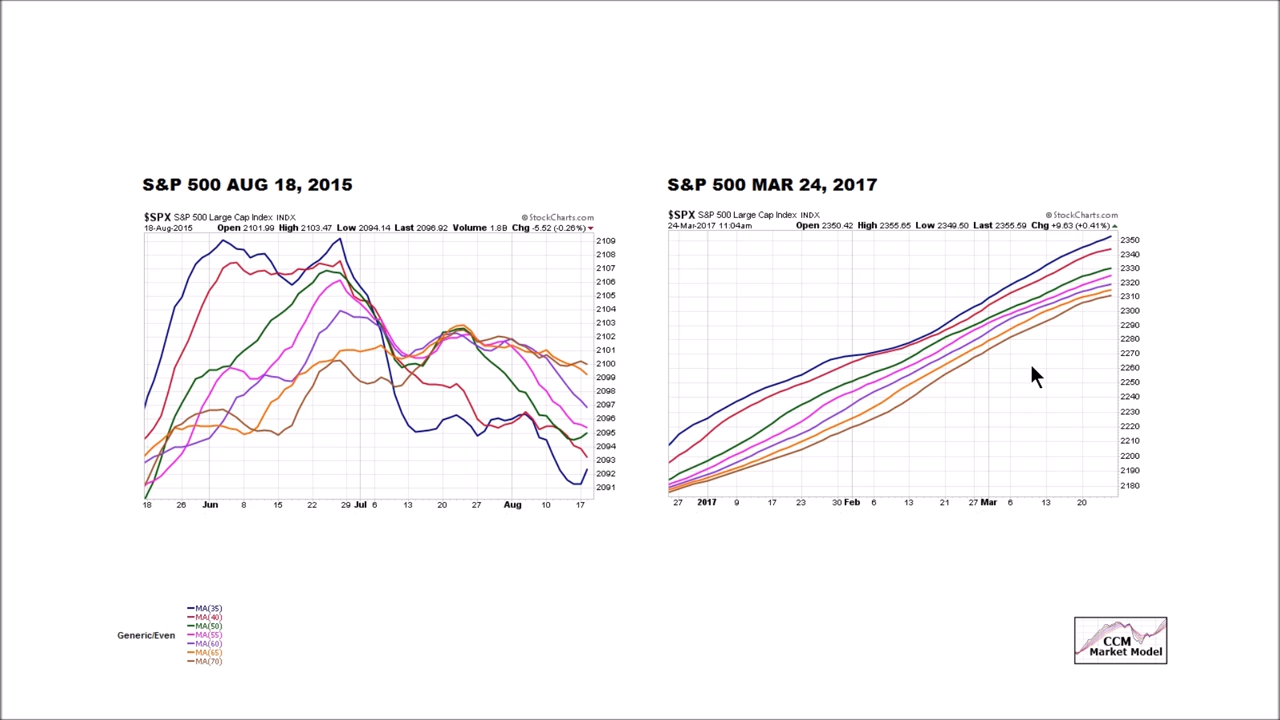 S&P 500 AUG 18, 2015
$SPX S&P 500 Large Cap Index INDX
© StockCharts.com
18-Aug-2015 Open 2101.99 High 2103.47 Low 2094.14 Last 2096.92 Volume 1.8B Chg -5.52 (-0.26%)
2109
2108
2107
2106
2105
2104
2103
2102
2101
2100
2099
2098
2097
2096
2095
2094
2093
2092
2091
18 26 Jun 8 15 22 29 Jul 6 13 20 27 Aug 10 17
S&P 500 MAR 24, 2017
$SPX S&P 500 Large Cap Index INDX
© StockCharts.com
24-Mar-2017 11:04am Open 2350.42 High 2355.65 Low 2349.50 Last 2355.59 Chg +9.63 (+0.41%)
2350
2340
2330
2320
2310
2300
2290
2280
2270
2260
2250
2240
2230
2220
2210
2200
2190
2180
27 2017 9 17 23 30 Feb 6 13 21 27 Mar 6 13 20
Generic/Even
MA(35)
MA(40)
MA(50)
MA(55)
MA(60)
MA(65)
MA(70)
CCM
Market Model